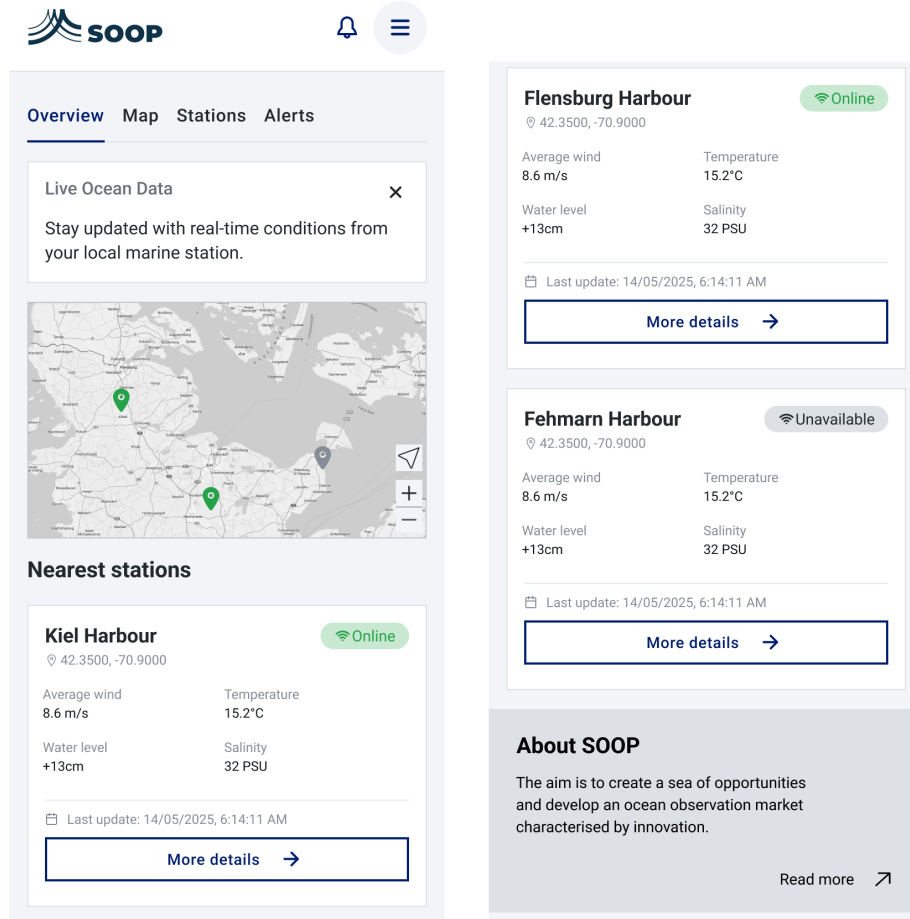 SOOP
Overview Map Stations Alerts
Live Ocean Data
Stay updated with real-time conditions from
your local marine station.
Nearest stations
Kiel Harbour
Online
42.3500, -70.9000
Average wind Temperature
8.6 m/s 15.2°C
Water level Salinity
+13cm 32 PSU
Last update: 14/05/2025, 6:14:11 AM
More details
Flensburg Harbour
Online
42.3500, -70.9000
Average wind Temperature
8.6 m/s 15.2°C
Water level Salinity
+13cm 32 PSU
Last update: 14/05/2025, 6:14:11 AM
More details
Fehmarn Harbour
Unavailable
42.3500, -70.9000
Average wind Temperature
8.6 m/s 15.2°C
Water level Salinity
+13cm 32 PSU
Last update: 14/05/2025, 6:14:11 AM
More details
About SOOP
The aim is to create a sea of opportunities
and develop an ocean observation market
characterised by innovation.
Read more